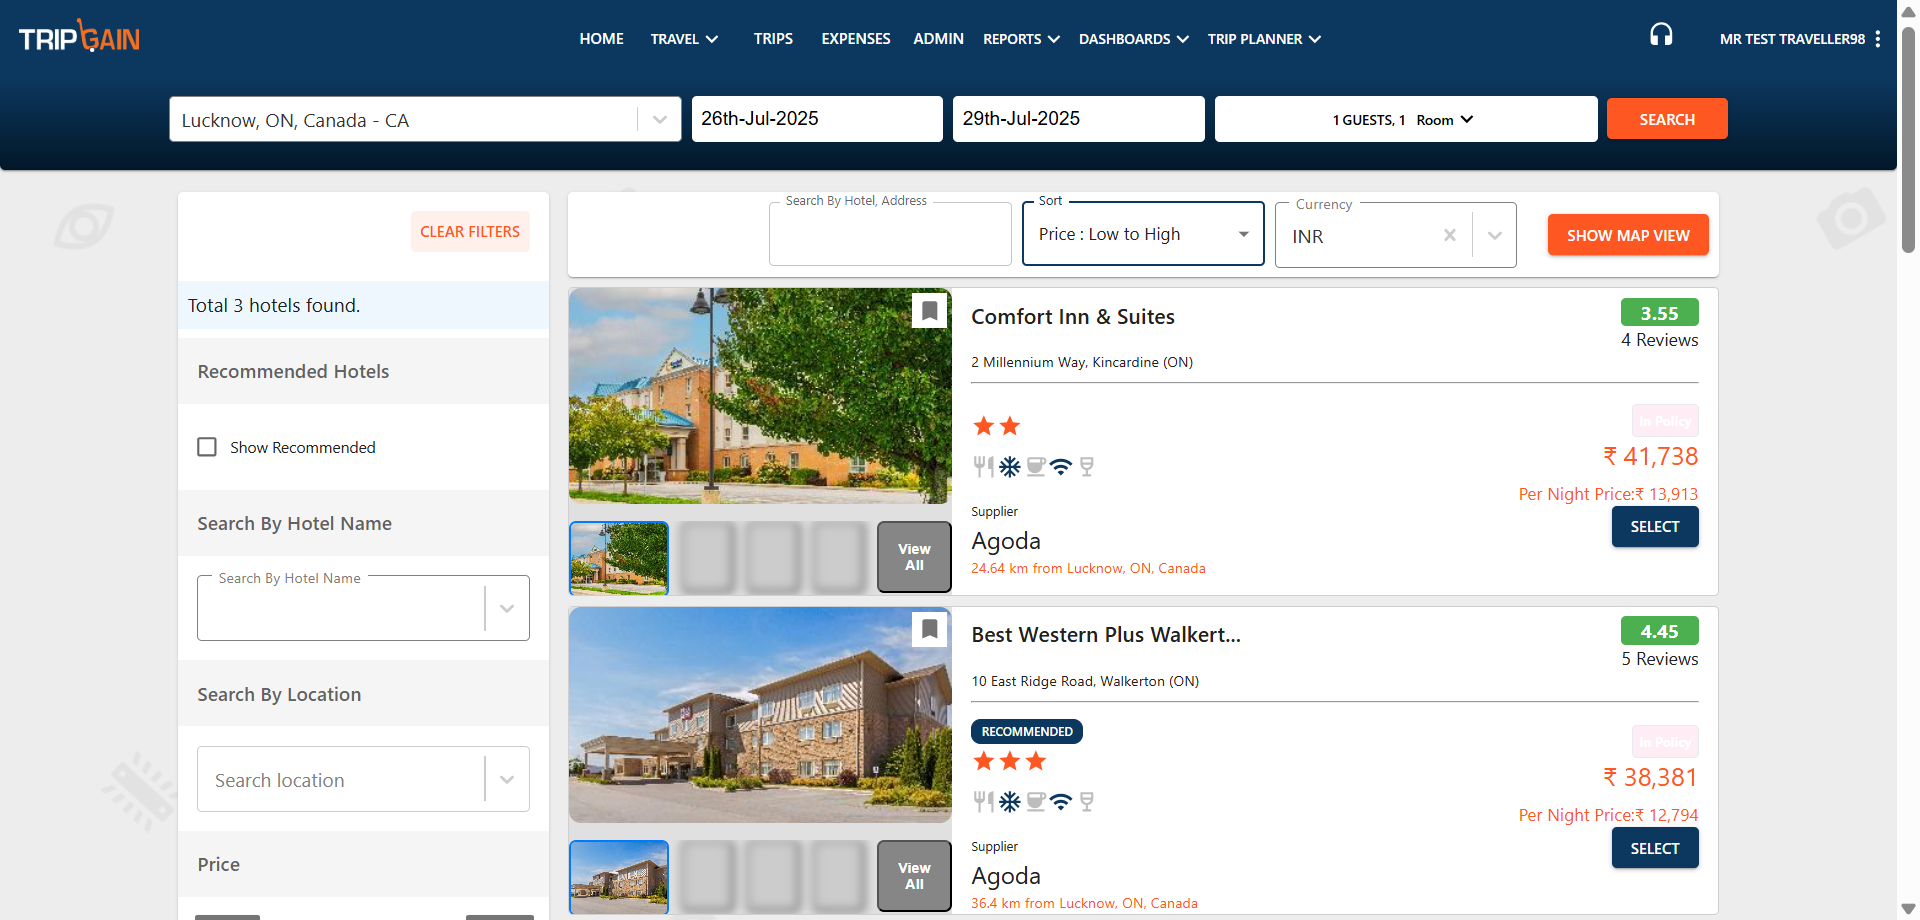 TRIPGAIN
HOME TRAVEL TRIPS EXPENSES ADMIN REPORTS DASHBOARDS TRIP PLANNER
MR TEST TRAVELLER98
Lucknow, ON, Canada - CA
26th-Jul-2025
29th-Jul-2025
1 GUESTS, 1 Room
SEARCH
CLEAR FILTERS
Total 3 hotels found.
Recommended Hotels
Show Recommended
Search By Hotel Name
Search By Hotel Name
Search By Location
Search location
Price
Search By Hotel, Address
Sort
Price : Low to High
Currency
INR
SHOW MAP VIEW
Comfort Inn & Suites
3.55
4 Reviews
2 Millennium Way, Kincardine (ON)
In Policy
₹ 41,738
Per Night Price:₹ 13,913
SELECT
Supplier
Agoda
24.64 km from Lucknow, ON, Canada
View
All
Best Western Plus Walkert...
4.45
5 Reviews
10 East Ridge Road, Walkerton (ON)
RECOMMENDED
In Policy
₹ 38,381
Per Night Price:₹ 12,794
SELECT
Supplier
Agoda
36.4 km from Lucknow, ON, Canada
View
All